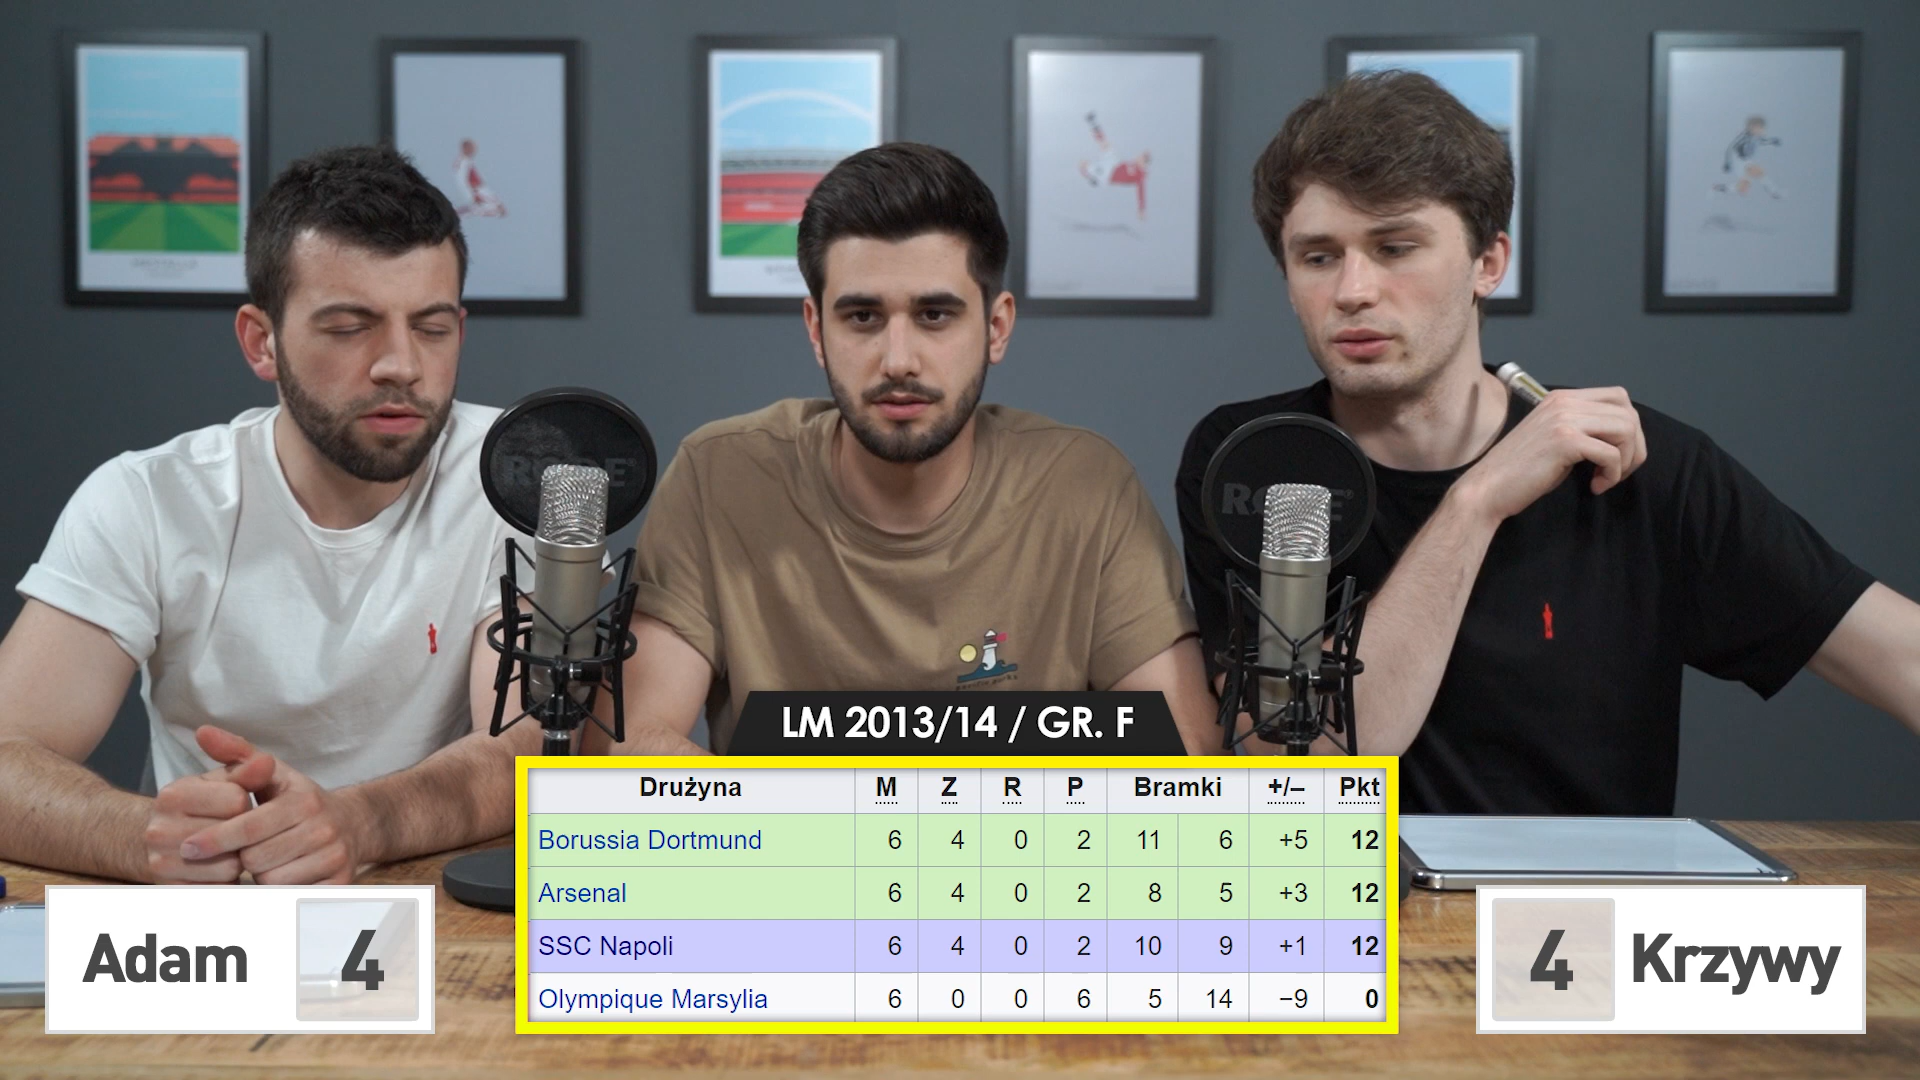 RØDE
RØDE
LM 2013/14 / GR. F
Drużyna M Z R P Bramki +/– Pkt
Borussia Dortmund 6 4 0 2 11 6 +5 12
Arsenal 6 4 0 2 8 5 +3 12
SSC Napoli 6 4 0 2 10 9 +1 12
Olympique Marsylia 6 0 0 6 5 14 −9 0
Adam 4
4 Krzywy